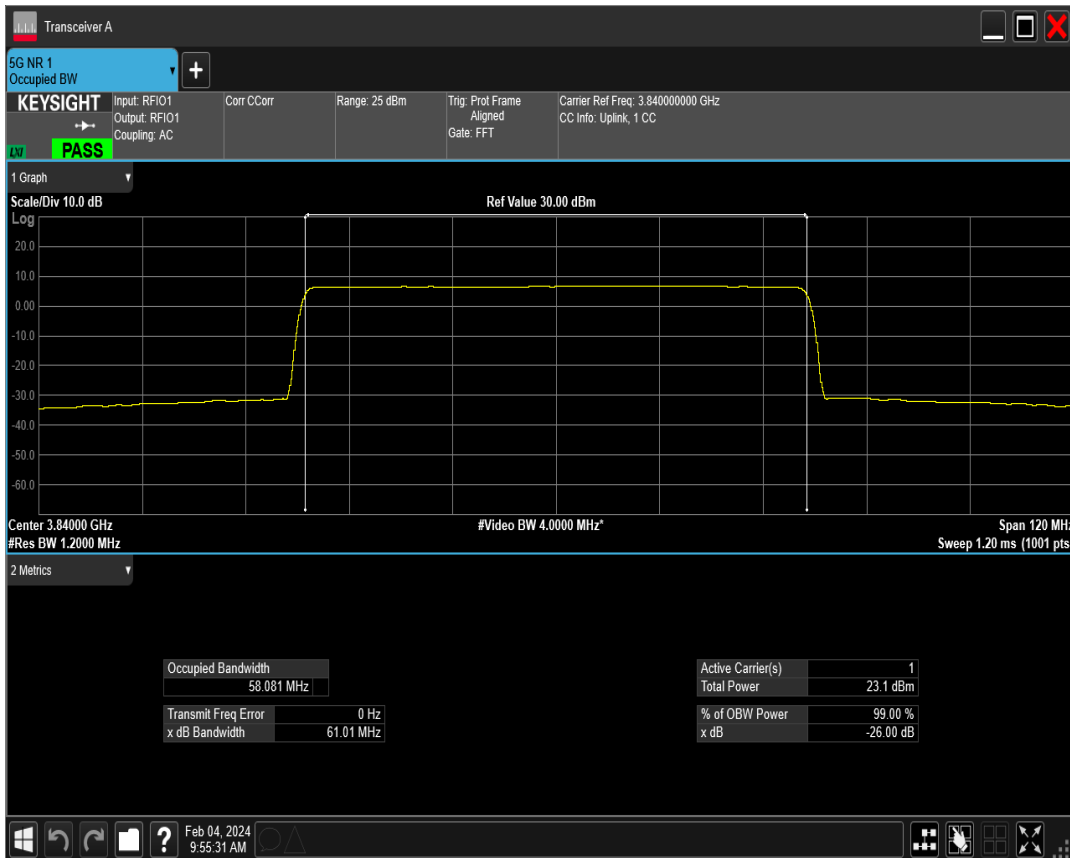 Transceiver A
5G NR 1
Occupied BW
+
KEYSIGHT
LXI
PASS
Input: RFIO1
Output: RFIO1
Coupling: AC
Corr CCorr
Range: 25 dBm
Trig: Prot Frame
Aligned
Gate: FFT
Carrier Ref Freq: 3.840000000 GHz
CC Info: Uplink, 1 CC
1 Graph
Scale/Div 10.0 dB
Ref Value 30.00 dBm
Log
20.0
10.0
0.00
-10.0
-20.0
-30.0
-40.0
-50.0
-60.0
Center 3.84000 GHz
#Video BW 4.0000 MHz*
Span 120 MHz
#Res BW 1.2000 MHz
Sweep 1.20 ms (1001 pts
2 Metrics
Occupied Bandwidth
58.081 MHz
Transmit Freq Error 0 Hz
x dB Bandwidth 61.01 MHz
Active Carrier(s) 1
Total Power 23.1 dBm
% of OBW Power 99.00 %
x dB -26.00 dB
?
Feb 04, 2024
9:55:31 AM